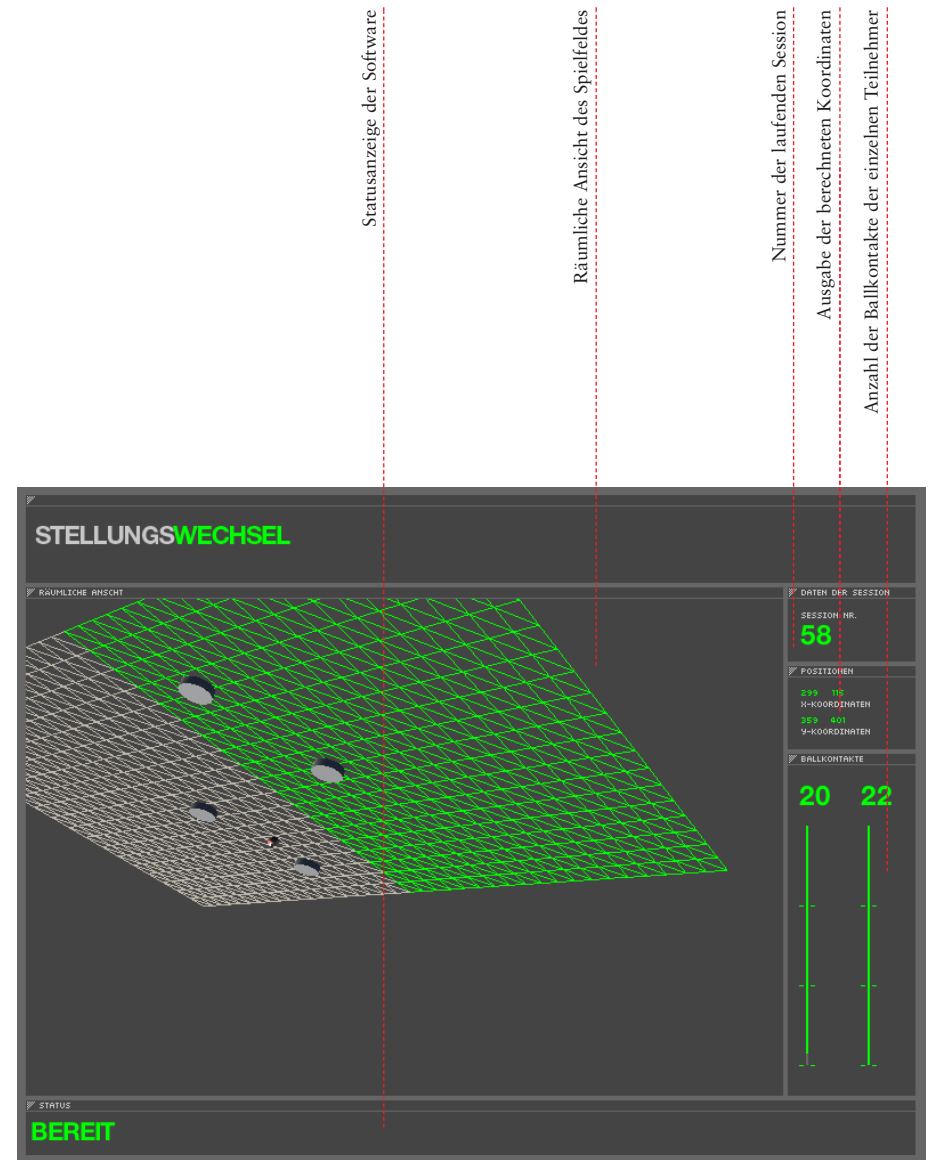 Statusanzeige der Software
Räumliche Ansicht des Spielfeldes
Nummer der laufenden Session
Ausgabe der berechneten Koordinaten
Anzahl der Ballkontakte der einzelnen Teilnehmer
STELLUNGSWECHSEL
RÄUMLICHE ANSCHT
DATEN DER SESSION
SESSION NR.
58
POSITIONEN
299 115
X-KOORDINATEN
359 401
Y-KOORDINATEN
BALLKONTAKTE
20 22
STATUS
BEREIT